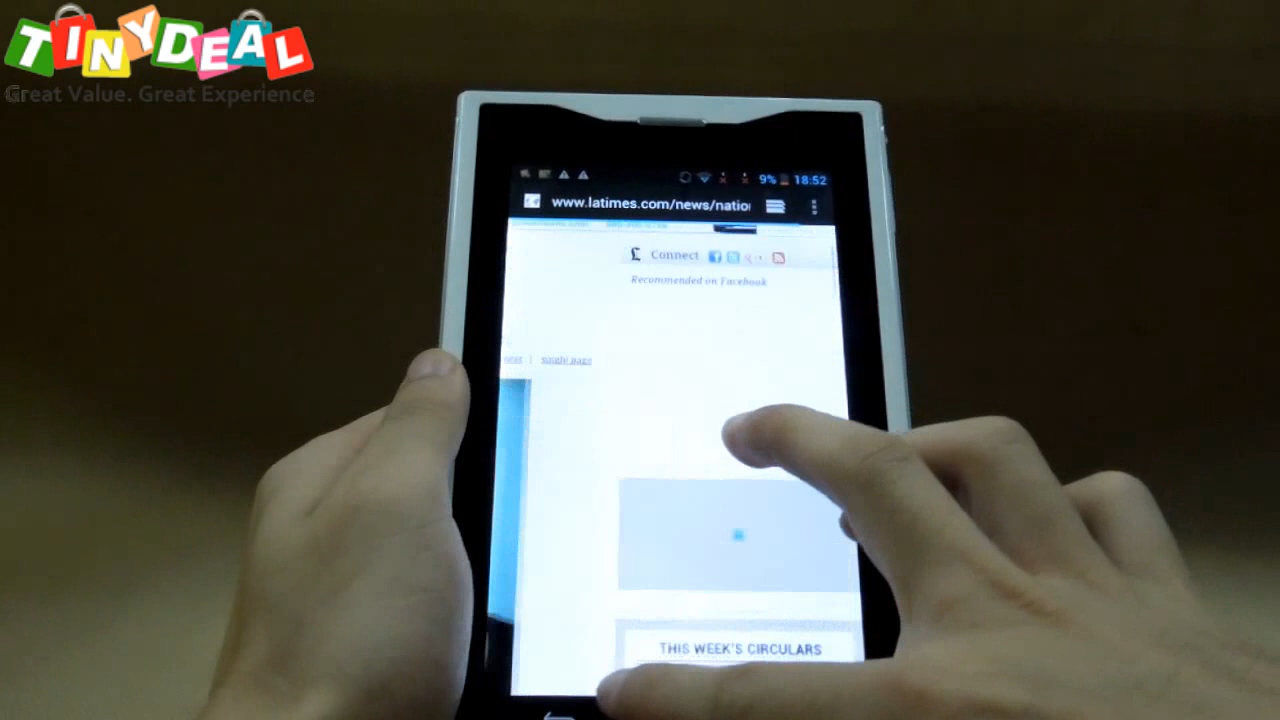 TINYDEAL
Great Value. Great Experience
9% 18:52
www.latimes.com/news/natio
Connect
Recommended on Facebook
| single page
THIS WEEK'S CIRCULARS